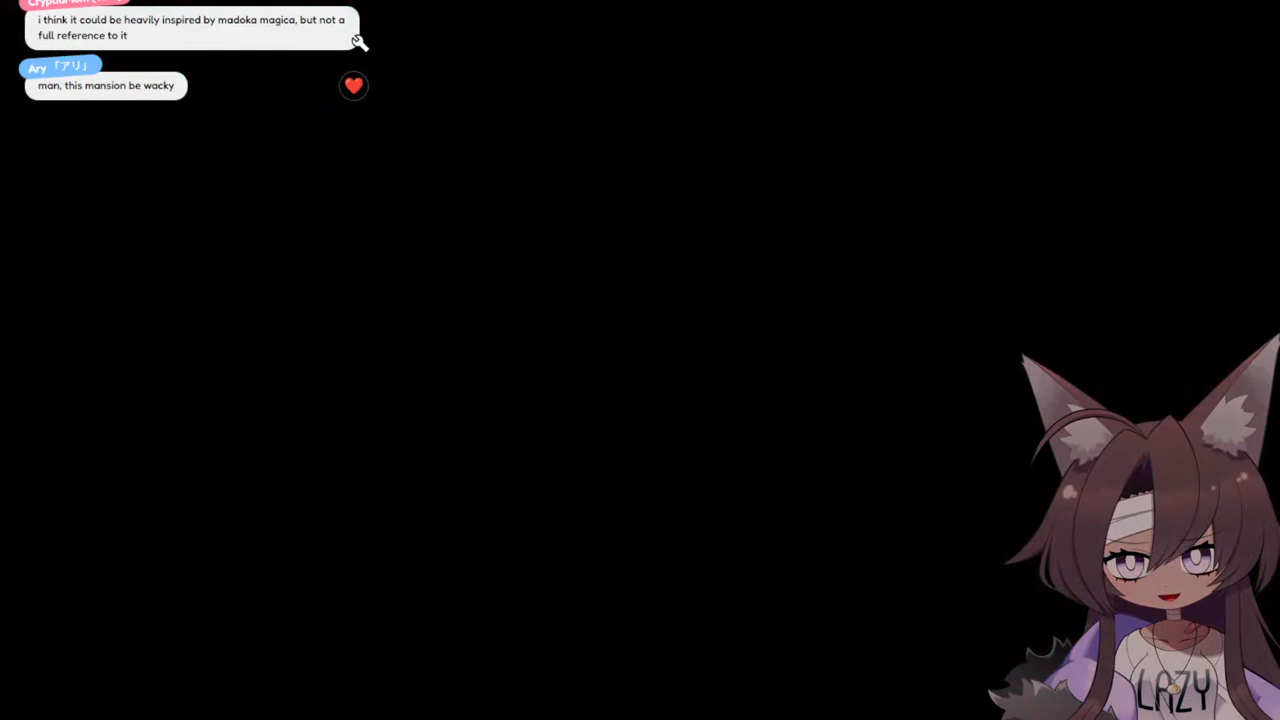 i think it could be heavily inspired by madoka magica, but not a
full reference to it
Ary 「アリ」
man, this mansion be wacky
LAZY